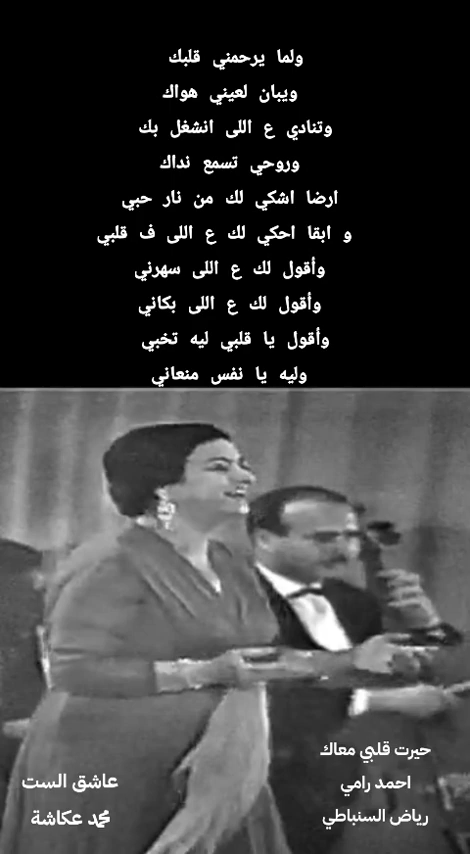 ولما يرحمني قلبك
ويبان لعيني هواك
وتنادي ع اللى انشغل بك
وروحي تسمع نداك
ارضا اشكي لك من نار حبي
و ابقا احكي لك ع اللى ف قلبي
وأقول لك ع اللى سهرني
وأقول لك ع اللى بكاني
وأقول يا قلبي ليه تخبي
وليه يا نفس منعاني
حيرت قلبي معاك
احمد رامي
رياض السنباطي
عاشق الست
محمد عكاشة